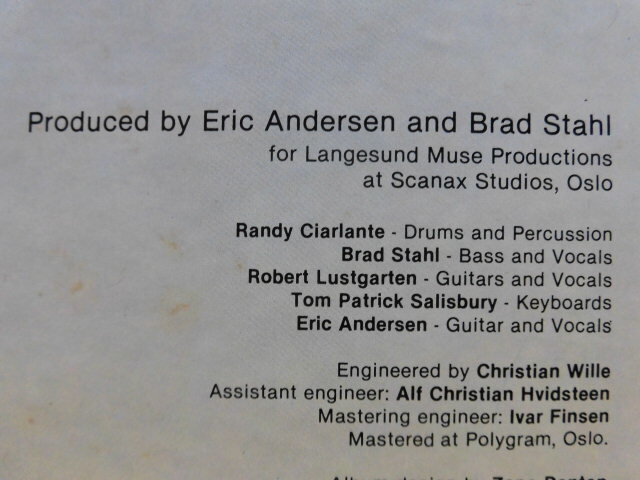 Produced by Eric Andersen and Brad Stahl
for Langesund Muse Productions
at Scanax Studios, Oslo
Randy Ciarlante - Drums and Percussion
Brad Stahl - Bass and Vocals
Robert Lustgarten - Guitars and Vocals
Tom Patrick Salisbury - Keyboards
Eric Andersen - Guitar and Vocals
Engineered by Christian Wille
Assistant engineer: Alf Christian Hvidsteen
Mastering engineer: Ivar Finsen
Mastered at Polygram, Oslo.